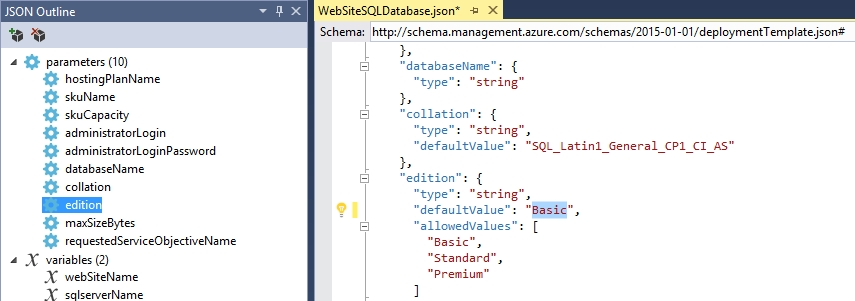 JSON Outline
parameters (10)
hostingPlanName
skuName
skuCapacity
administratorLogin
administratorLoginPassword
databaseName
collation
edition
maxSizeBytes
requestedServiceObjectiveName
variables (2)
webSiteName
sqlserverName
WebSiteSQLDatabase.json*
Schema: http://schema.management.azure.com/schemas/2015-01-01/deploymentTemplate.json#
},
"databaseName": {
"type": "string"
},
"collation": {
"type": "string",
"defaultValue": "SQL_Latin1_General_CP1_CI_AS"
},
"edition": {
"type": "string",
"defaultValue": "Basic",
"allowedValues": [
"Basic",
"Standard",
"Premium"
]